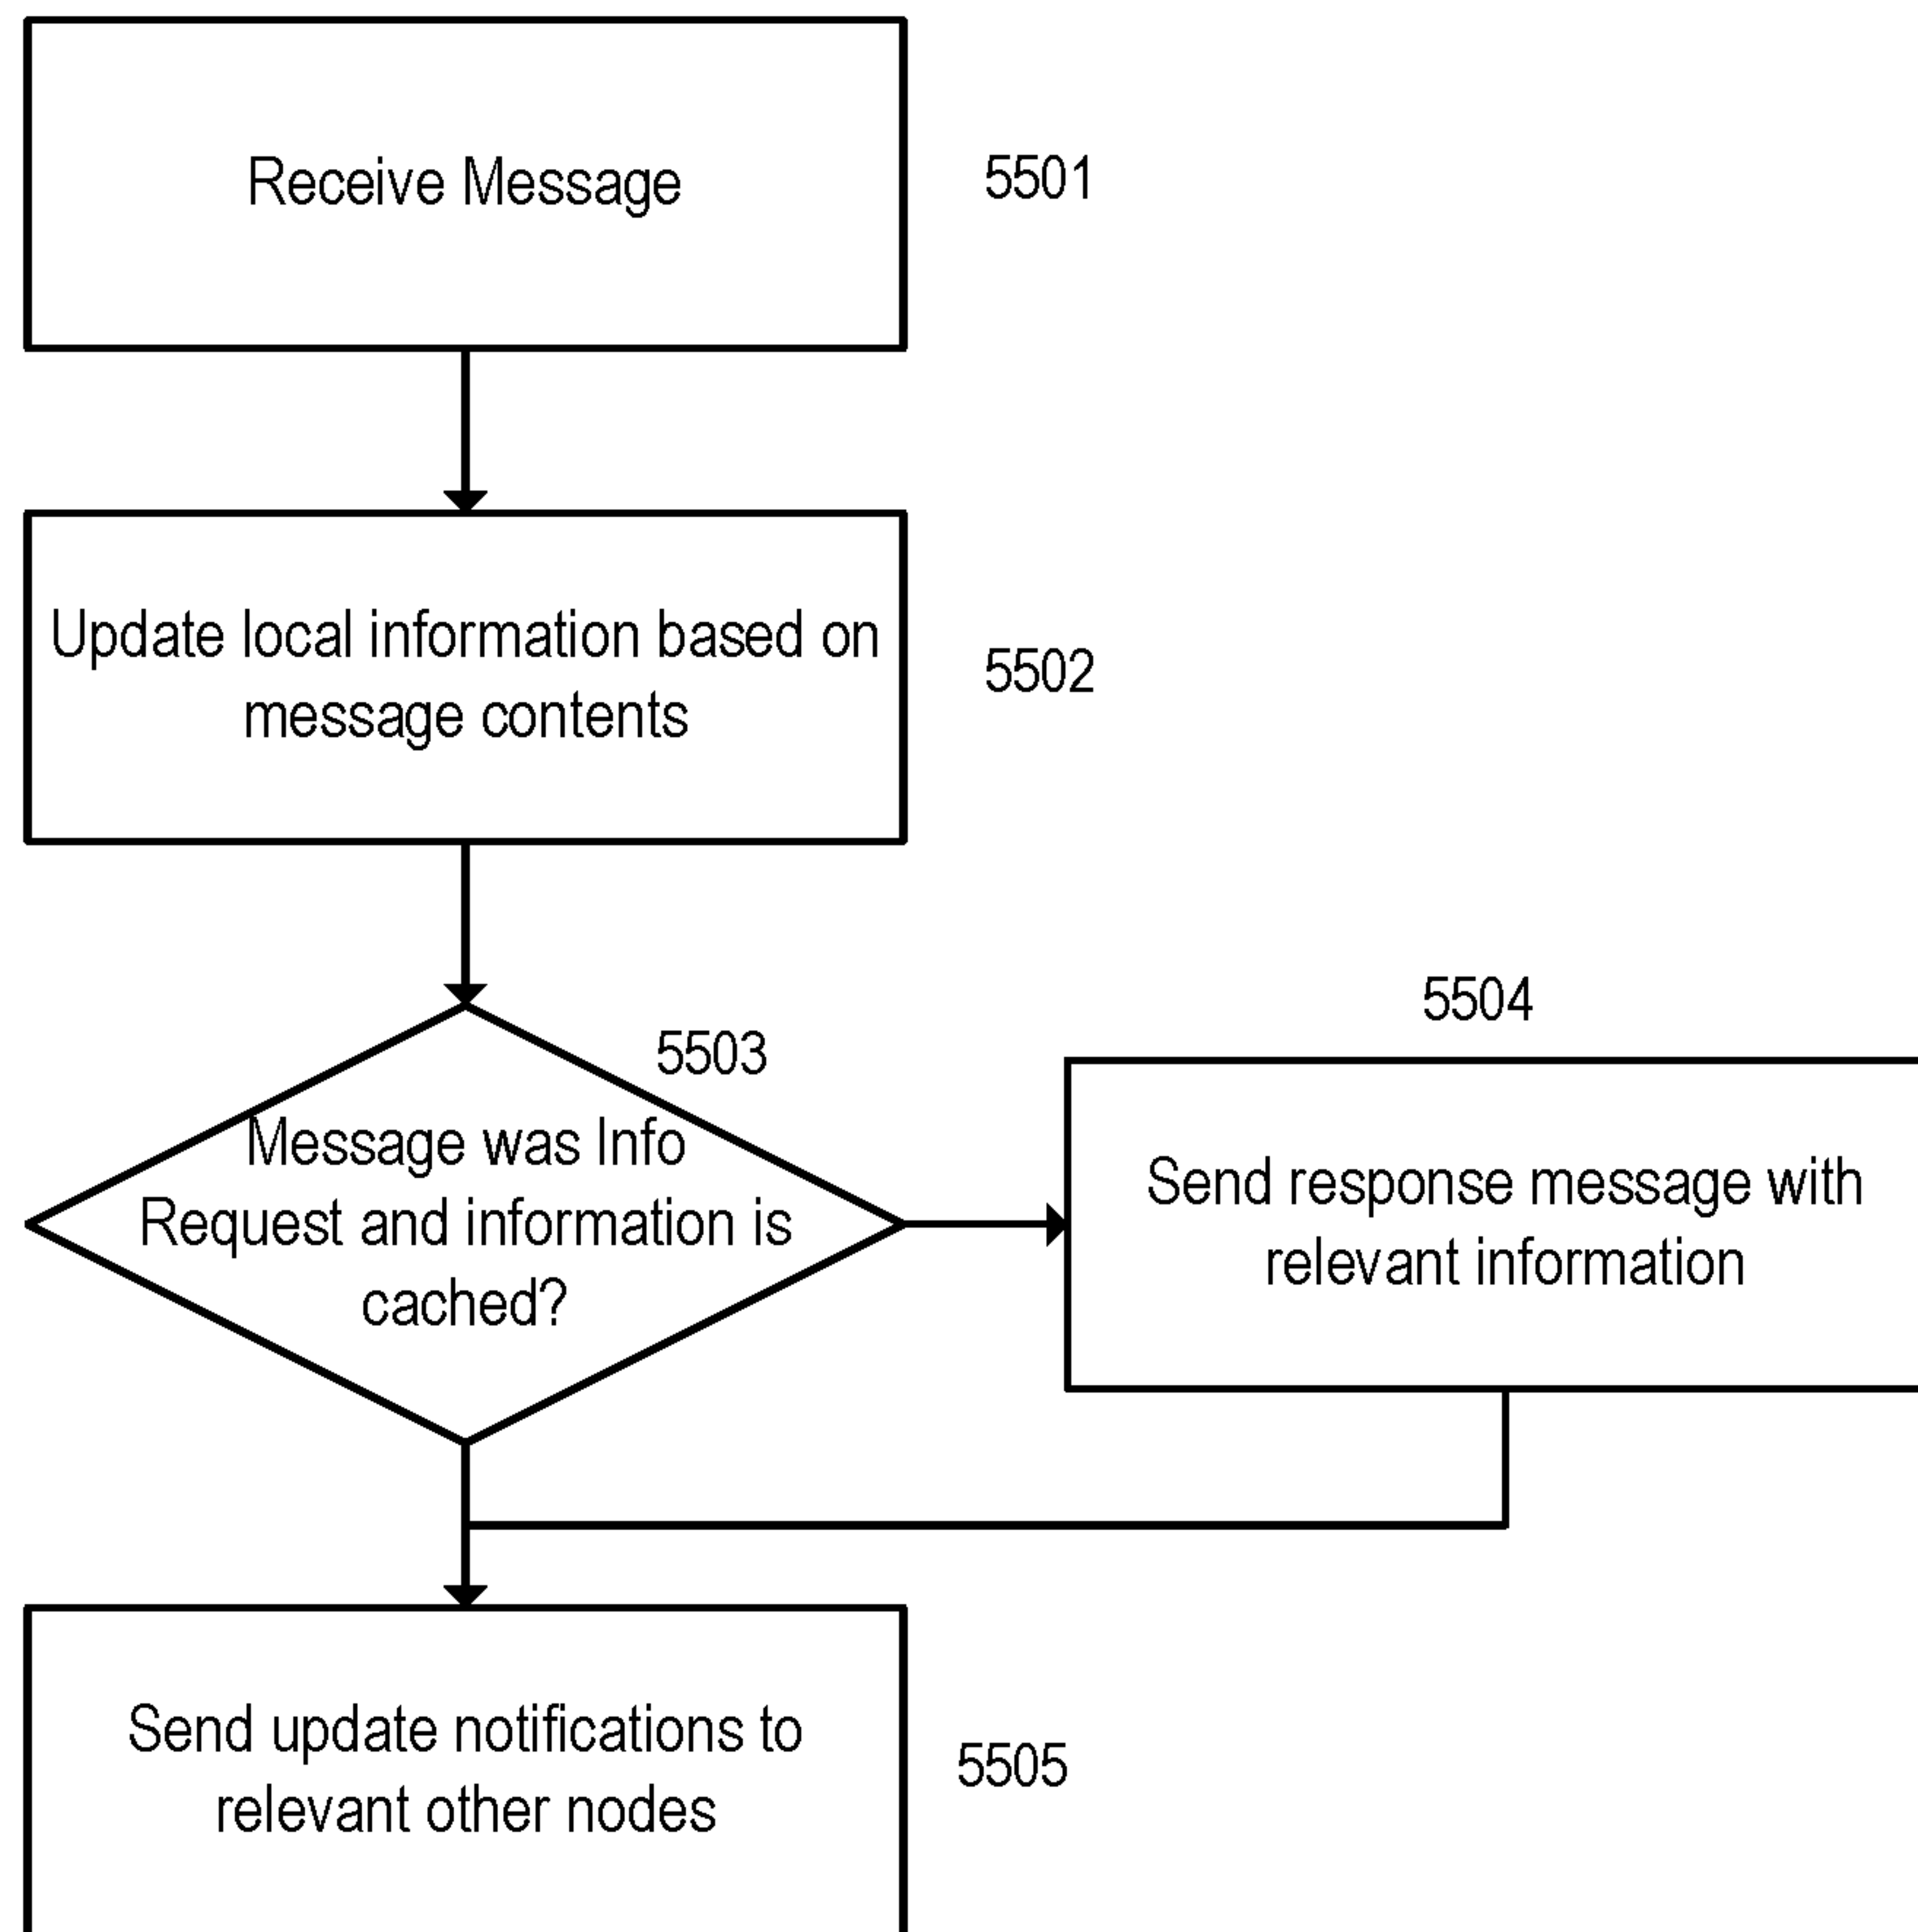 Receive Message
5501
Update local information based on
message contents
5502
5503
Message was Info
Request and information is
cached?
5504
Send response message with
relevant information
Send update notifications to
relevant other nodes
5505